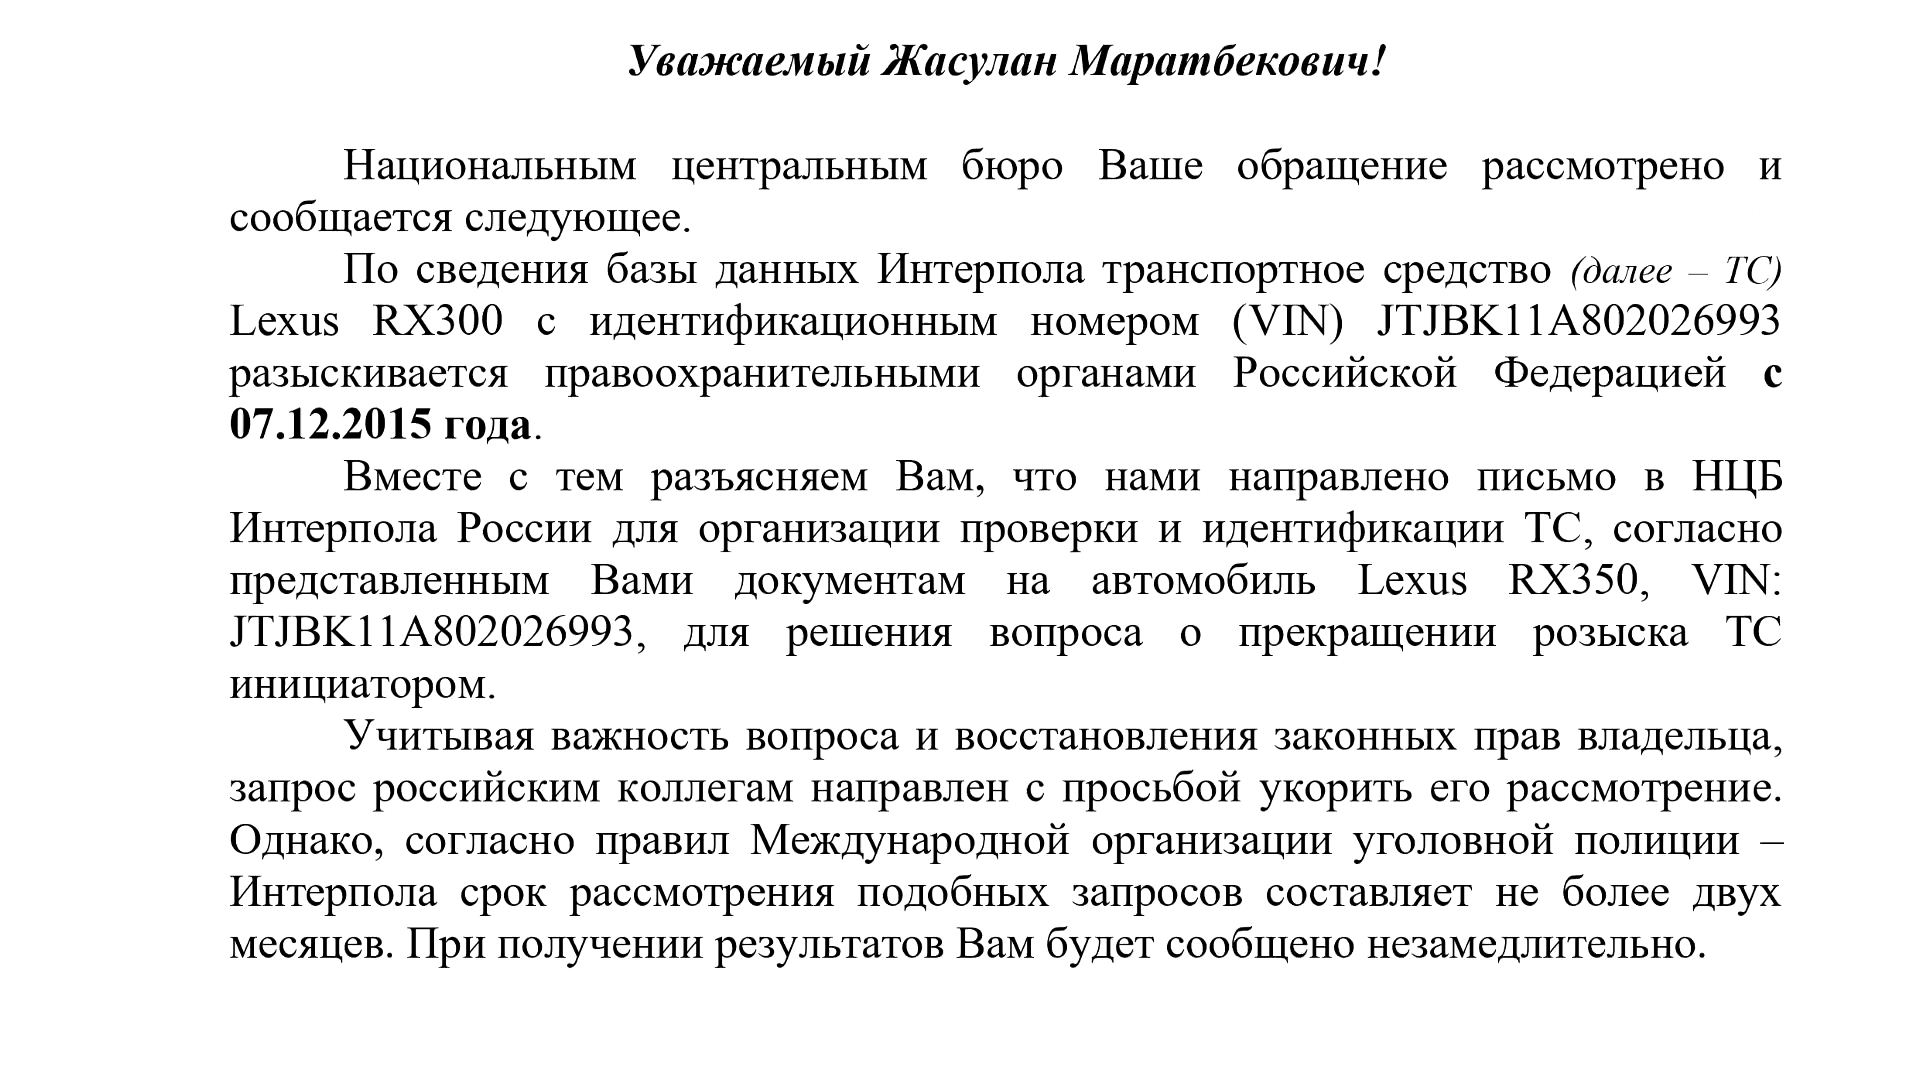 Уважаемый Жасулан Маратбекович!
Национальным центральным бюро Ваше обращение рассмотрено и
сообщается следующее.
По сведения базы данных Интерпола транспортное средство (далее – ТС)
Lexus RX300 с идентификационным номером (VIN) JTJBK11A802026993
разыскивается правоохранительными органами Российской Федерацией с
07.12.2015 года.
Вместе с тем разъясняем Вам, что нами направлено письмо в НЦБ
Интерпола России для организации проверки и идентификации ТС, согласно
представленным Вами документам на автомобиль Lexus RX350, VIN:
JTJBK11A802026993, для решения вопроса о прекращении розыска ТС
инициатором.
Учитывая важность вопроса и восстановления законных прав владельца,
запрос российским коллегам направлен с просьбой укорить его рассмотрение.
Однако, согласно правил Международной организации уголовной полиции –
Интерпола срок рассмотрения подобных запросов составляет не более двух
месяцев. При получении результатов Вам будет сообщено незамедлительно.